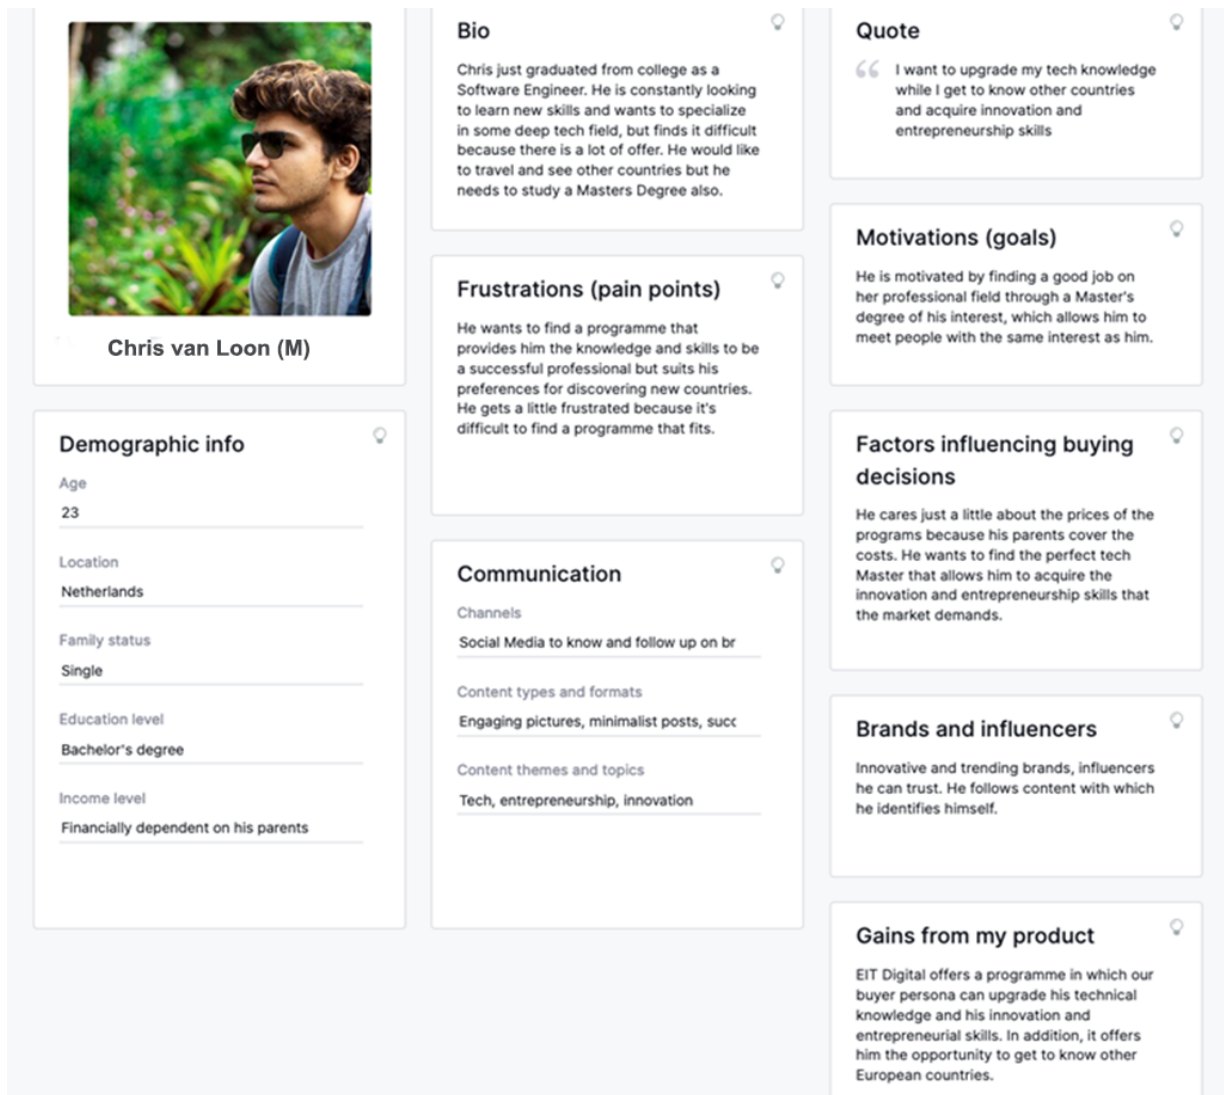 Chris van Loon (M)
Demographic info
Age
23
Location
Netherlands
Family status
Single
Education level
Bachelor's degree
Income level
Financially dependent on his parents
Bio
Chris just graduated from college as a
Software Engineer. He is constantly looking
to learn new skills and wants to specialize
in some deep tech field, but finds it difficult
because there is a lot of offer. He would like
to travel and see other countries but he
needs to study a Masters Degree also.
Frustrations (pain points)
He wants to find a programme that
provides him the knowledge and skills to be
a successful professional but suits his
preferences for discovering new countries.
He gets a little frustrated because it's
difficult to find a programme that fits.
Communication
Channels
Social Media to know and follow up on br
Content types and formats
Engaging pictures, minimalist posts, succ
Content themes and topics
Tech, entrepreneurship, innovation
Quote
“ I want to upgrade my tech knowledge
while I get to know other countries
and acquire innovation and
entrepreneurship skills
Motivations (goals)
He is motivated by finding a good job on
her professional field through a Master's
degree of his interest, which allows him to
meet people with the same interest as him.
Factors influencing buying
decisions
He cares just a little about the prices of the
programs because his parents cover the
costs. He wants to find the perfect tech
Master that allows him to acquire the
innovation and entrepreneurship skills that
the market demands.
Brands and influencers
Innovative and trending brands, influencers
he can trust. He follows content with which
he identifies himself.
Gains from my product
EIT Digital offers a programme in which our
buyer persona can upgrade his technical
knowledge and his innovation and
entrepreneurial skills. In addition, it offers
him the opportunity to get to know other
European countries.